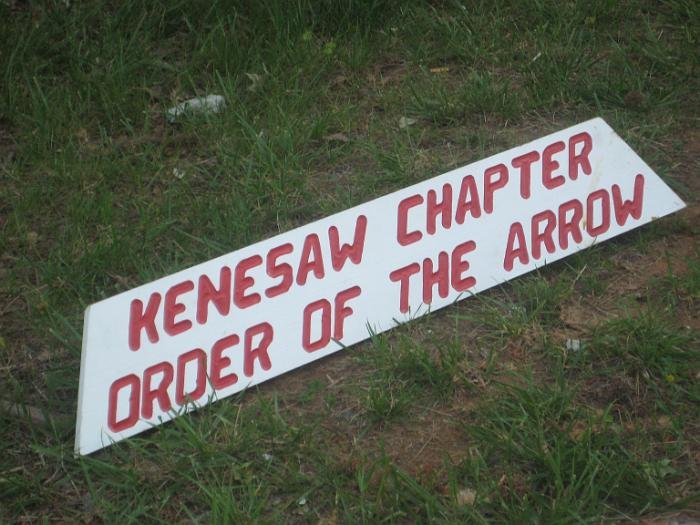 KENESAW CHAPTER
ORDER OF THE ARROW